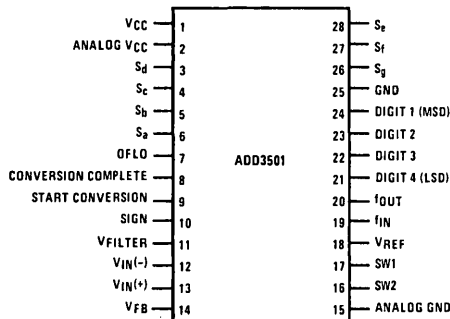 VCC 1
ANALOG VCC 2
Sd 3
Sc 4
Sb 5
Sa 6
OFLO 7
CONVERSION COMPLETE 8
START CONVERSION 9
SIGN 10
VFILTER 11
VIN(-) 12
VIN(+) 13
VFB 14
ADD3501
28 Se
27 Sf
26 Sg
25 GND
24 DIGIT 1 (MSD)
23 DIGIT 2
22 DIGIT 3
21 DIGIT 4 (LSD)
20 fOUT
19 fIN
18 VREF
17 SW1
16 SW2
15 ANALOG GND